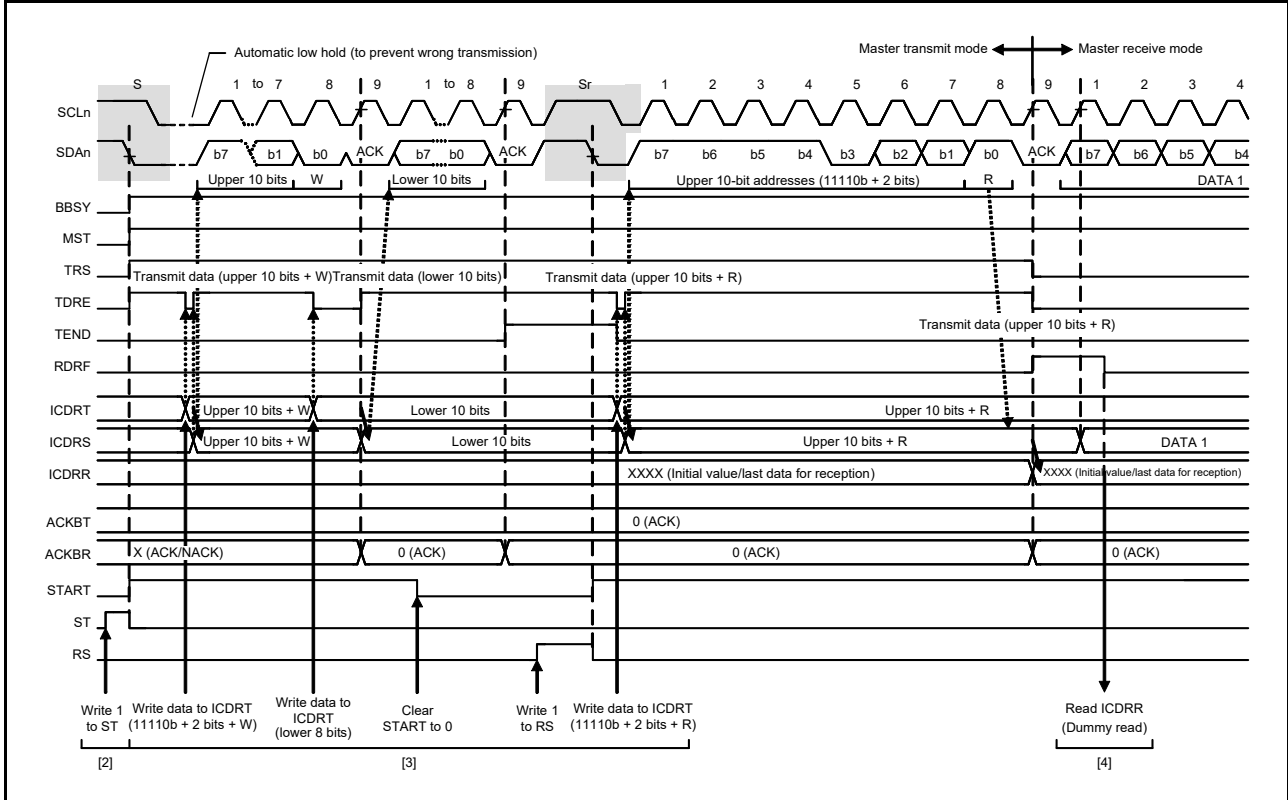 Automatic low hold (to prevent wrong transmission)
Master transmit mode Master receive mode
S 1 to 7 8 9 1 to 8 9 Sr 1 2 3 4 5 6 7 8 9 1 2 3 4
SCLn
SDAn b7 b1 b0 ACK b7 b0 ACK b7 b6 b5 b4 b3 b2 b1 b0 ACK b7 b6 b5 b4
Upper 10 bits W Lower 10 bits Upper 10-bit addresses (11110b + 2 bits) R DATA 1
BBSY
MST
TRS
Transmit data (upper 10 bits + W) Transmit data (lower 10 bits) Transmit data (upper 10 bits + R)
TDRE
TEND Transmit data (upper 10 bits + R)
RDRF
ICDRT Upper 10 bits + W Lower 10 bits Upper 10 bits + R
ICDRS Upper 10 bits + W Lower 10 bits Upper 10 bits + R DATA 1
ICDRR XXXX (Initial value/last data for reception) XXXX (Initial value/last data for reception)
ACKBT 0 (ACK)
ACKBR X (ACK/NACK) 0 (ACK) 0 (ACK) 0 (ACK)
START
ST
RS
Write 1 to ST
Write data to ICDRT (11110b + 2 bits + W)
Write data to ICDRT (lower 8 bits)
Clear START to 0
Write 1 to RS
Write data to ICDRT (11110b + 2 bits + R)
Read ICDRR (Dummy read)
[2] [3] [4]